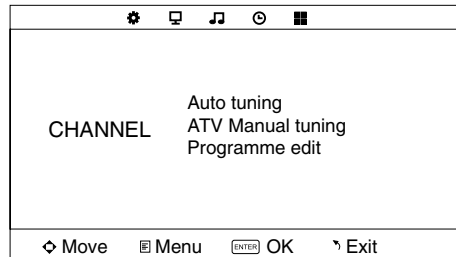 Auto tuning
CHANNEL ATV Manual tuning
Programme edit
Move Menu ENTER OK Exit